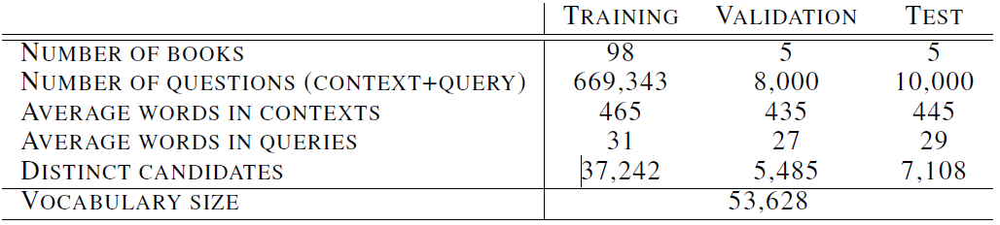 TRAINING VALIDATION TEST
NUMBER OF BOOKS 98 5 5
NUMBER OF QUESTIONS (CONTEXT+QUERY) 669,343 8,000 10,000
AVERAGE WORDS IN CONTEXTS 465 435 445
AVERAGE WORDS IN QUERIES 31 27 29
DISTINCT CANDIDATES 37,242 5,485 7,108
VOCABULARY SIZE 53,628